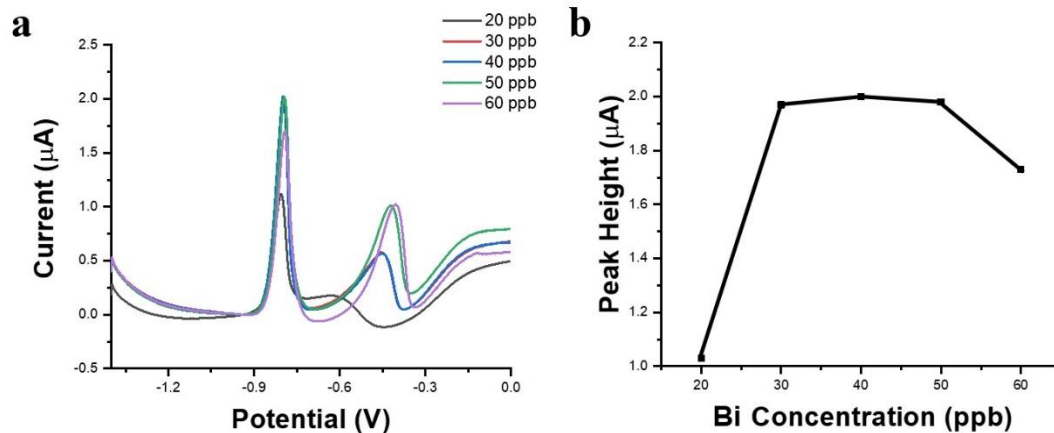 a
20 ppb
30 ppb
40 ppb
50 ppb
60 ppb
2.5
2.0
1.5
1.0
0.5
0.0
-0.5
Current (μA)
-1.2 -0.9 -0.6 -0.3 0.0
Potential (V)
b
2.2
2.0
1.8
1.6
1.4
1.2
1.0
Peak Height (μA)
20 30 40 50 60
Bi Concentration (ppb)